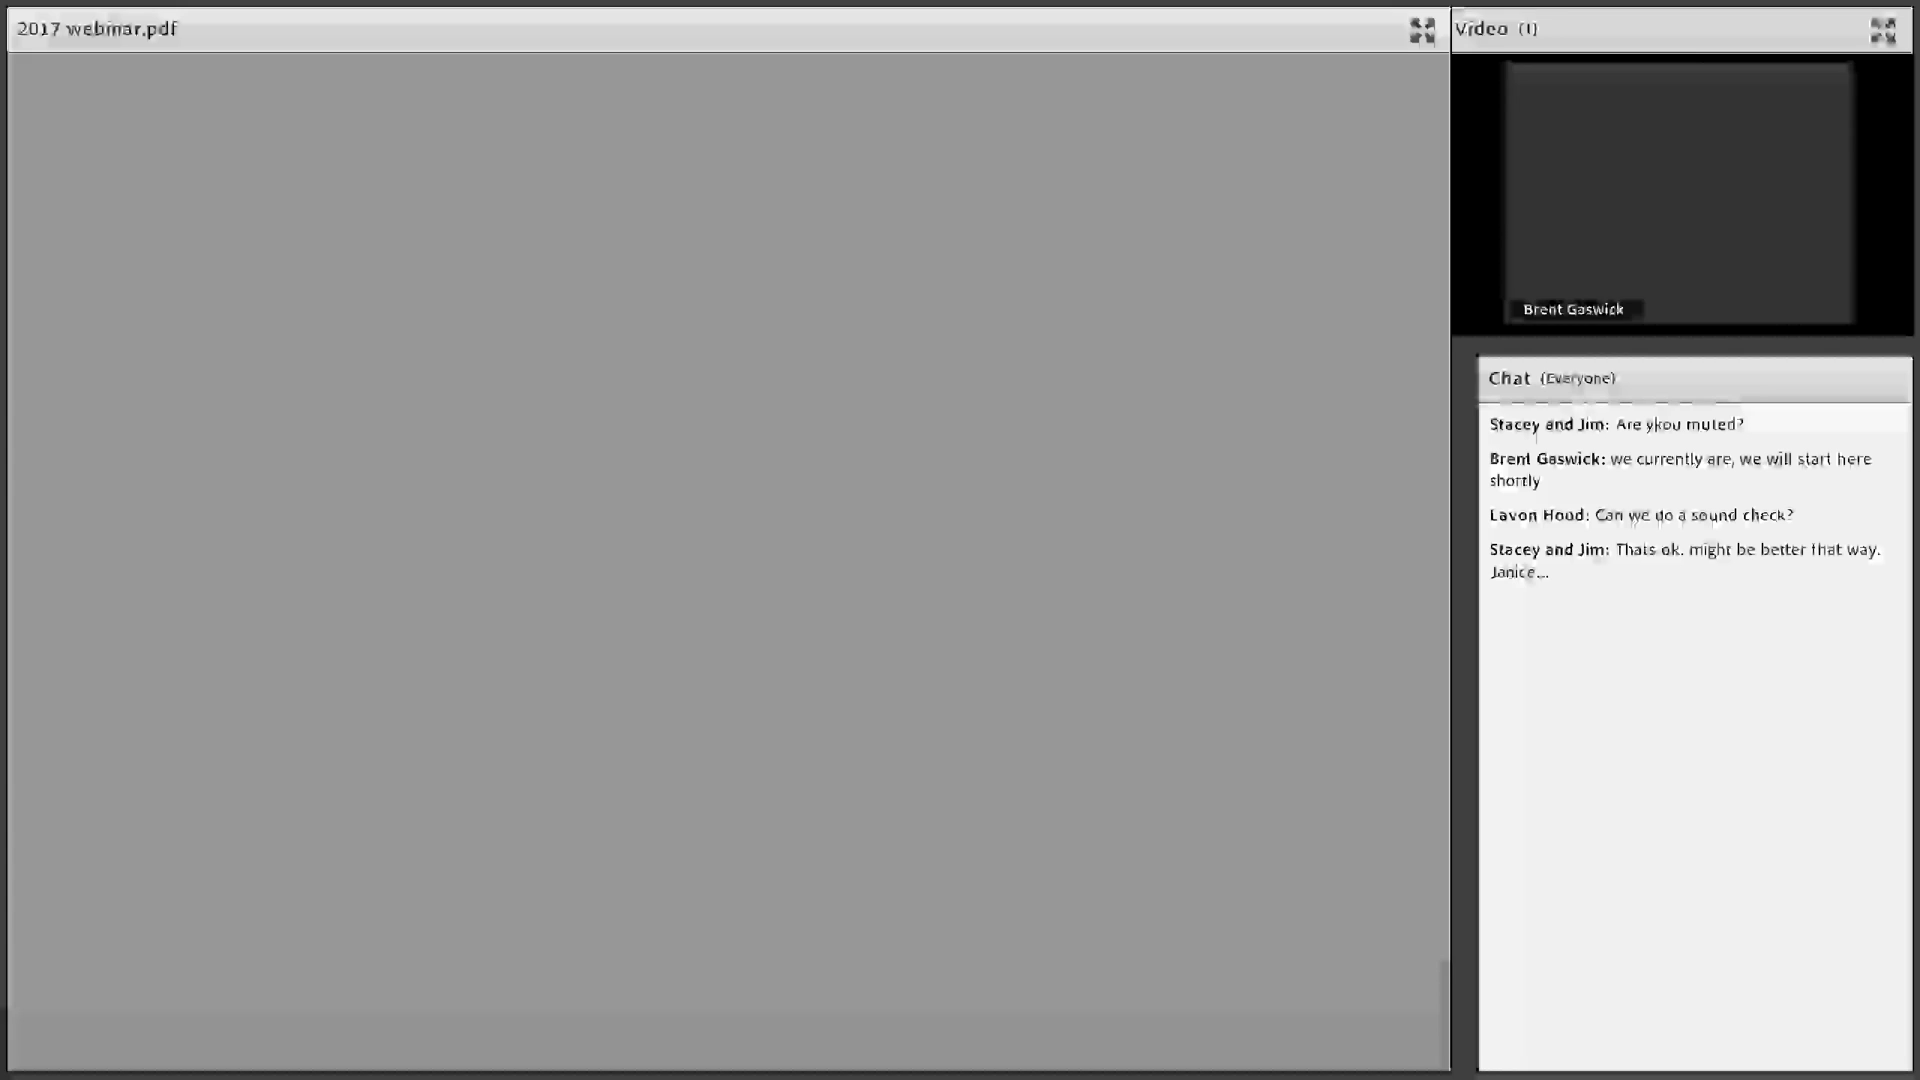 2017 webinar.pdf
Video (1)
Brent Gaswick
Chat (Everyone)
Stacey and Jim: Are ykou muted?
Brent Gaswick: we currently are, we will start here
shortly
Lavon Hood: Can we do a sound check?
Stacey and Jim: Thats ok. might be better that way.
Janice...